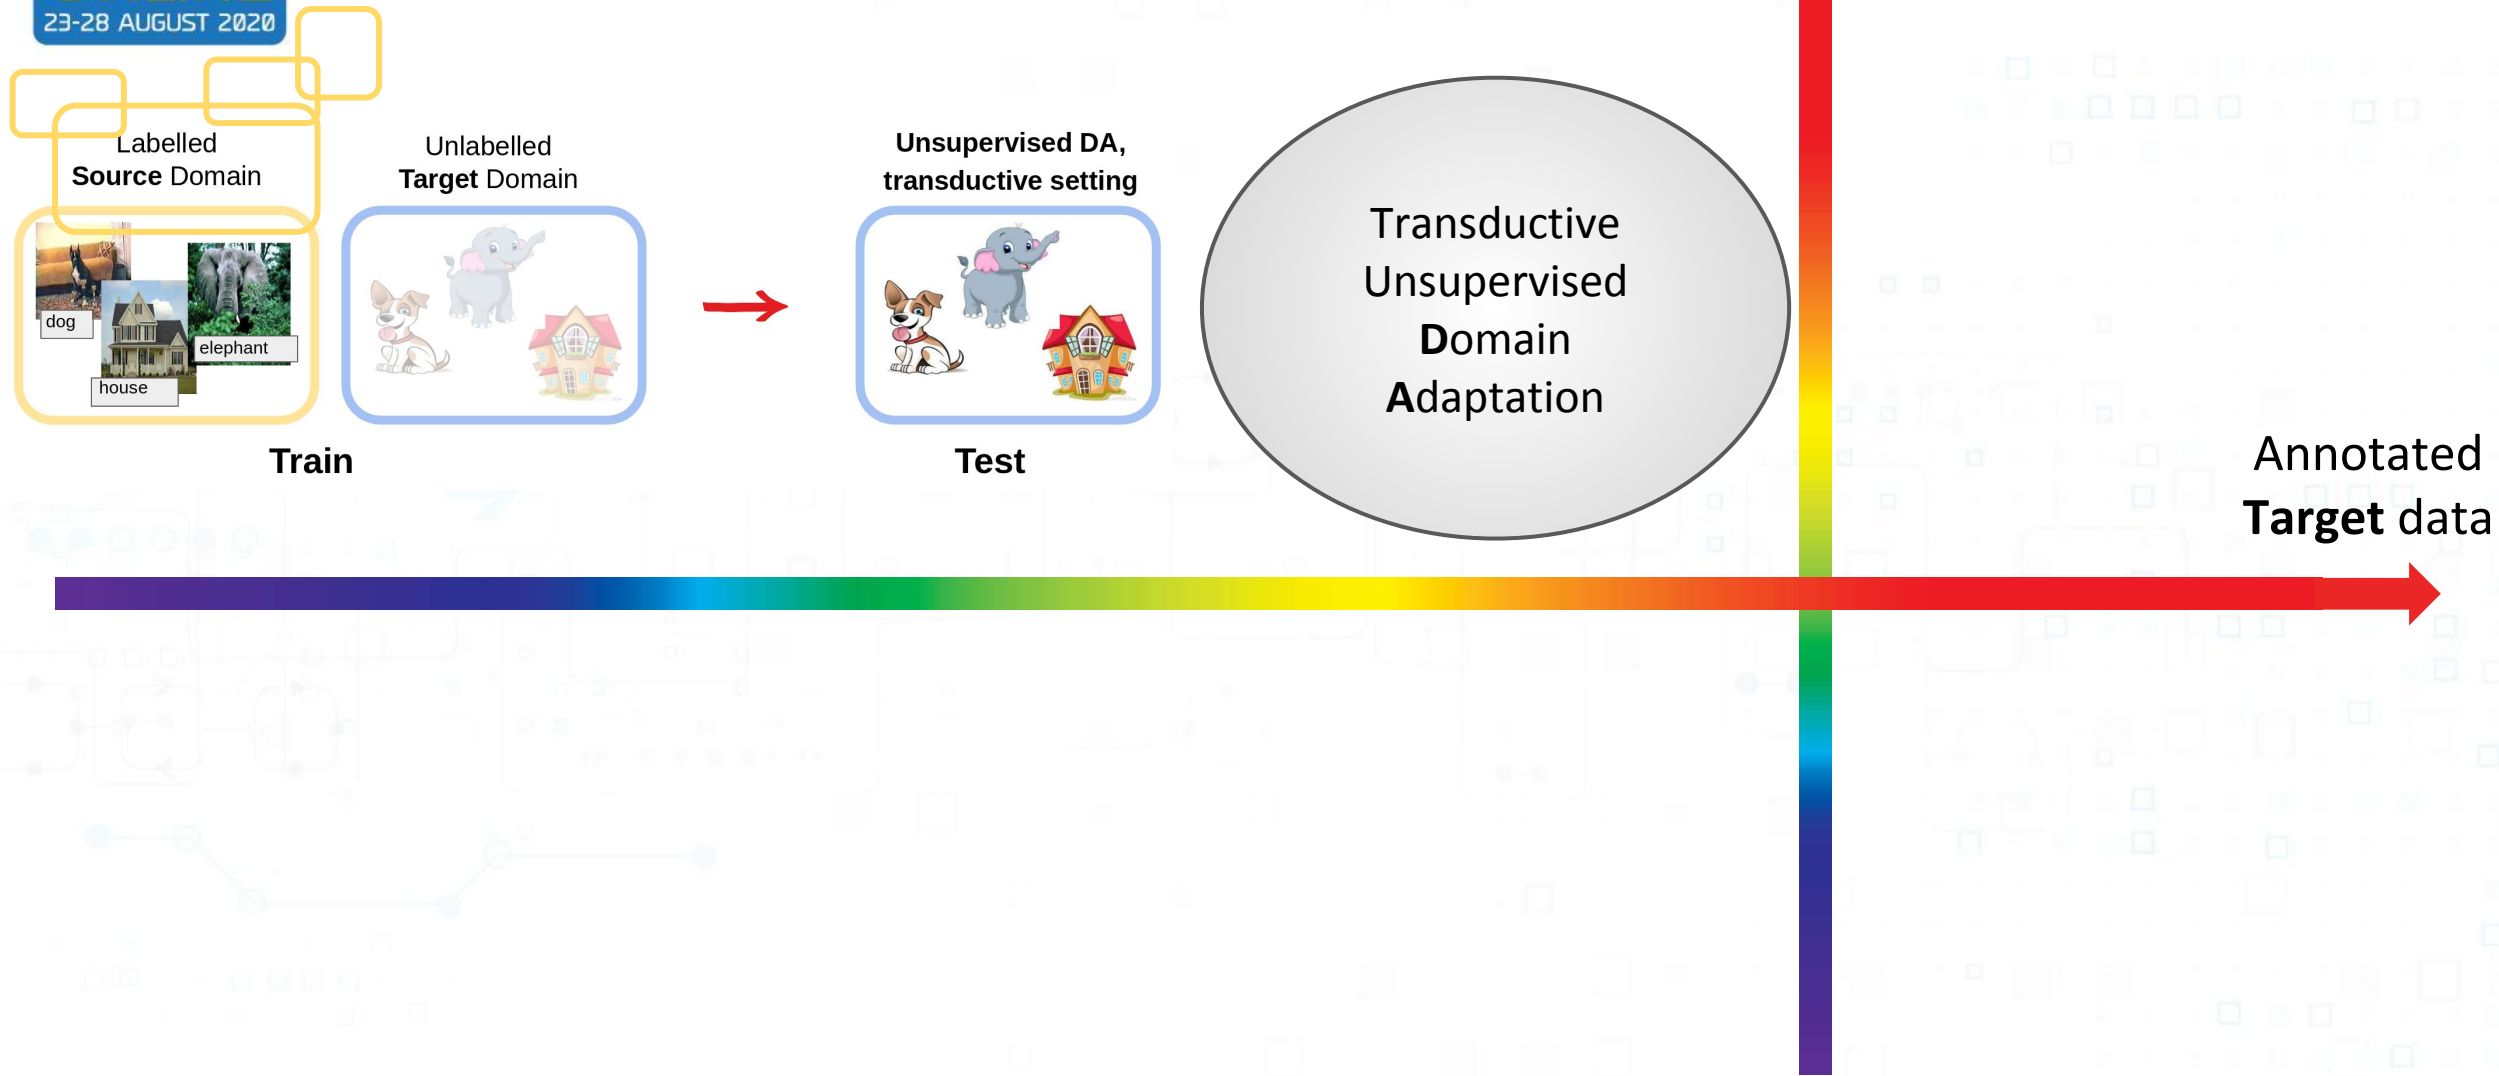 23-28 AUGUST 2020
Labelled
Source Domain
Unlabelled
Target Domain
Unsupervised DA,
transductive setting
dog
elephant
house
Train
Test
Transductive
Unsupervised
Domain
Adaptation
Annotated
Target data